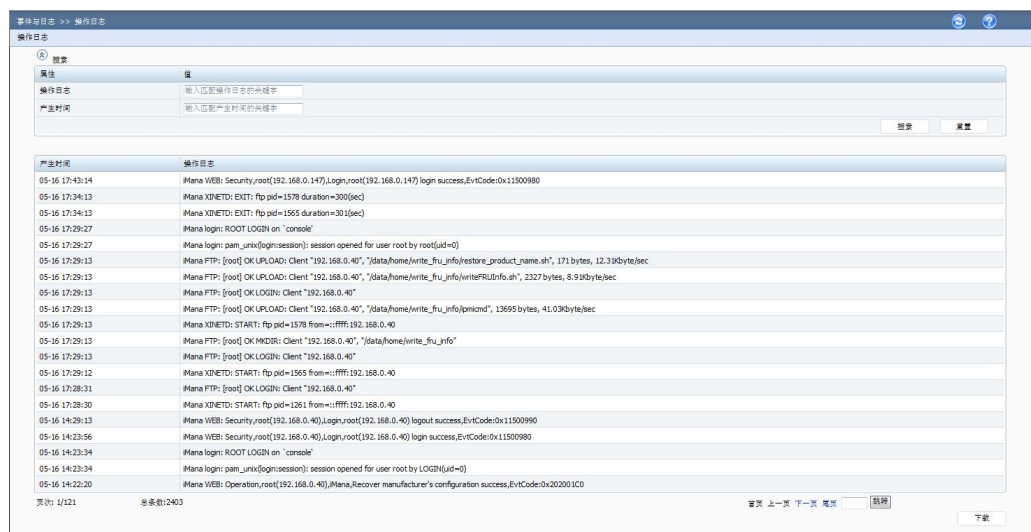 事件与日志 >> 操作日志
操作日志
搜索
属性 值
操作日志 输入匹配操作日志的关键字
产生时间 输入匹配产生时间的关键字
搜索 重置
产生时间 操作日志
05-16 17:43:14 iMana WEB: Security,root(192.168.0.147),Login,root(192.168.0.147) login success,EvtCode:0x11500980
05-16 17:34:13 iMana XINETD: EXIT: ftp pid=1578 duration=300(sec)
05-16 17:34:13 iMana XINETD: EXIT: ftp pid=1565 duration=301(sec)
05-16 17:29:27 iMana login: ROOT LOGIN on `console'
05-16 17:29:27 iMana login: pam_unix(login:session): session opened for user root by root(uid=0)
05-16 17:29:13 iMana FTP: [root] OK UPLOAD: Client "192.168.0.40", "/data/home/write_fru_info/restore_product_name.sh", 171 bytes, 12.31Kbyte/sec
05-16 17:29:13 iMana FTP: [root] OK UPLOAD: Client "192.168.0.40", "/data/home/write_fru_info/writeFRUInfo.sh", 2327 bytes, 8.91Kbyte/sec
05-16 17:29:13 iMana FTP: [root] OK LOGIN: Client "192.168.0.40"
05-16 17:29:13 iMana FTP: [root] OK UPLOAD: Client "192.168.0.40", "/data/home/write_fru_info/ipmicmd", 13695 bytes, 41.03Kbyte/sec
05-16 17:29:13 iMana XINETD: START: ftp pid=1578 from=::ffff:192.168.0.40
05-16 17:29:13 iMana FTP: [root] OK MKDIR: Client "192.168.0.40", "/data/home/write_fru_info"
05-16 17:29:13 iMana FTP: [root] OK LOGIN: Client "192.168.0.40"
05-16 17:29:12 iMana XINETD: START: ftp pid=1565 from=::ffff:192.168.0.40
05-16 17:28:31 iMana FTP: [root] OK LOGIN: Client "192.168.0.40"
05-16 17:28:30 iMana XINETD: START: ftp pid=1261 from=::ffff:192.168.0.40
05-16 14:29:13 iMana WEB: Security,root(192.168.0.40),Login,root(192.168.0.40) logout success,EvtCode:0x11500990
05-16 14:23:56 iMana WEB: Security,root(192.168.0.40),Login,root(192.168.0.40) login success,EvtCode:0x11500980
05-16 14:23:34 iMana login: ROOT LOGIN on `console'
05-16 14:23:34 iMana login: pam_unix(login:session): session opened for user root by LOGIN(uid=0)
05-16 14:22:20 iMana WEB: Operation,root(192.168.0.40),iMana,Recover manufacturer's configuration success,EvtCode:0x202001C0
页次: 1/121 总条数:2403 首页 上一页 下一页 尾页 跳转
下载